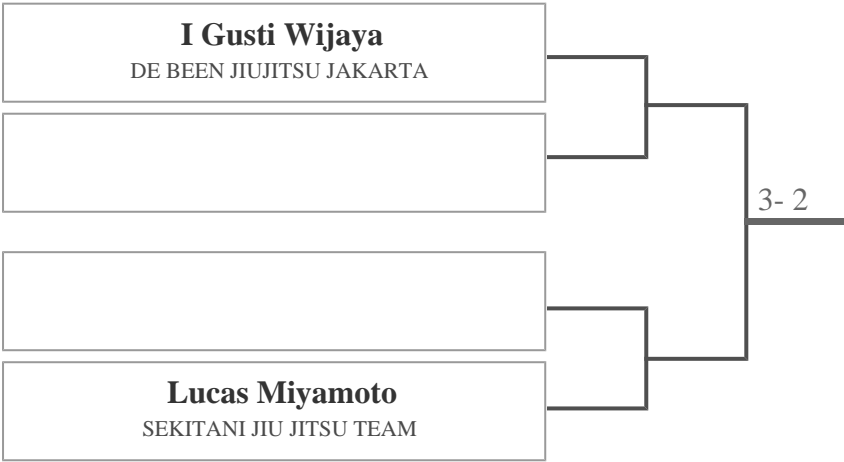 I Gusti Wijaya
DE BEEN JIUJITSU JAKARTA
3- 2
Lucas Miyamoto
SEKITANI JIU JITSU TEAM